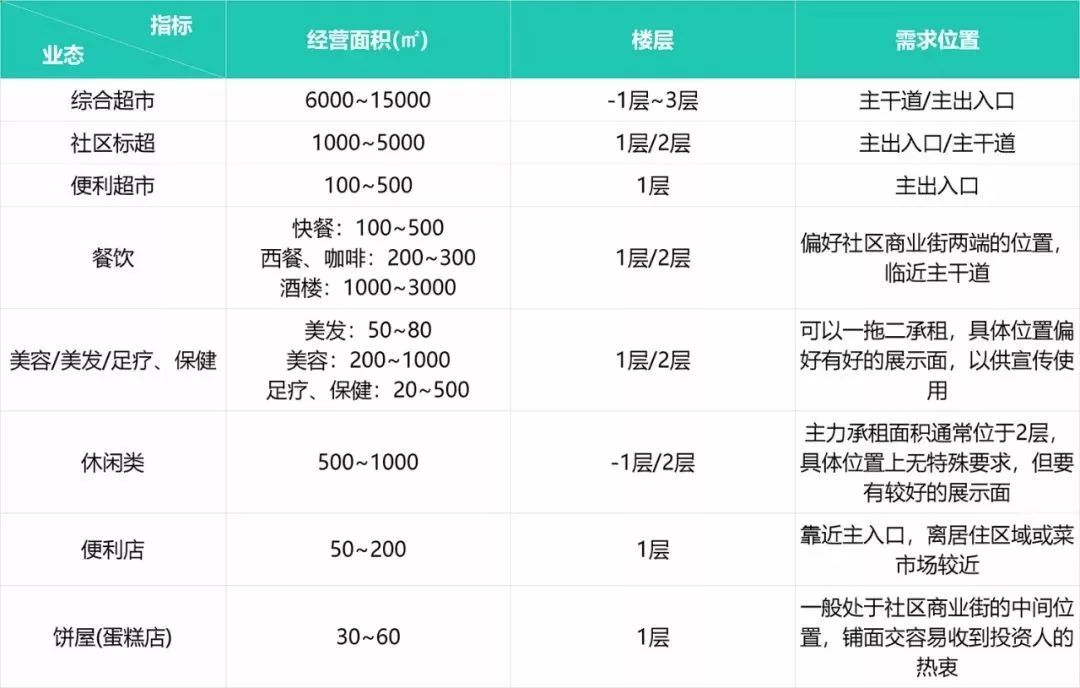 指标
业态
经营面积(㎡)
楼层
需求位置
综合超市
6000~15000
-1层~3层
主干道/主出入口
社区标超
1000~5000
1层/2层
主出入口/主干道
便利超市
100~500
1层
主出入口
餐饮
快餐：100~500
西餐、咖啡：200~300
酒楼：1000~3000
1层/2层
偏好社区商业街两端的位置，
临近主干道
美容/美发/足疗、保健
美发：50~80
美容：200~1000
足疗、保健：20~500
1层/2层
可以一拖二承租，具体位置偏
好有好的展示面，以供宣传使
用
休闲类
500~1000
-1层/2层
主力承租面积通常位于2层，
具体位置上无特殊要求，但要
有较好的展示面
便利店
50~200
1层
靠近主入口，离居住区域或菜
市场较近
饼屋(蛋糕店)
30~60
1层
一般处于社区商业街的中间位
置，铺面交容易收到投资人的
热衷